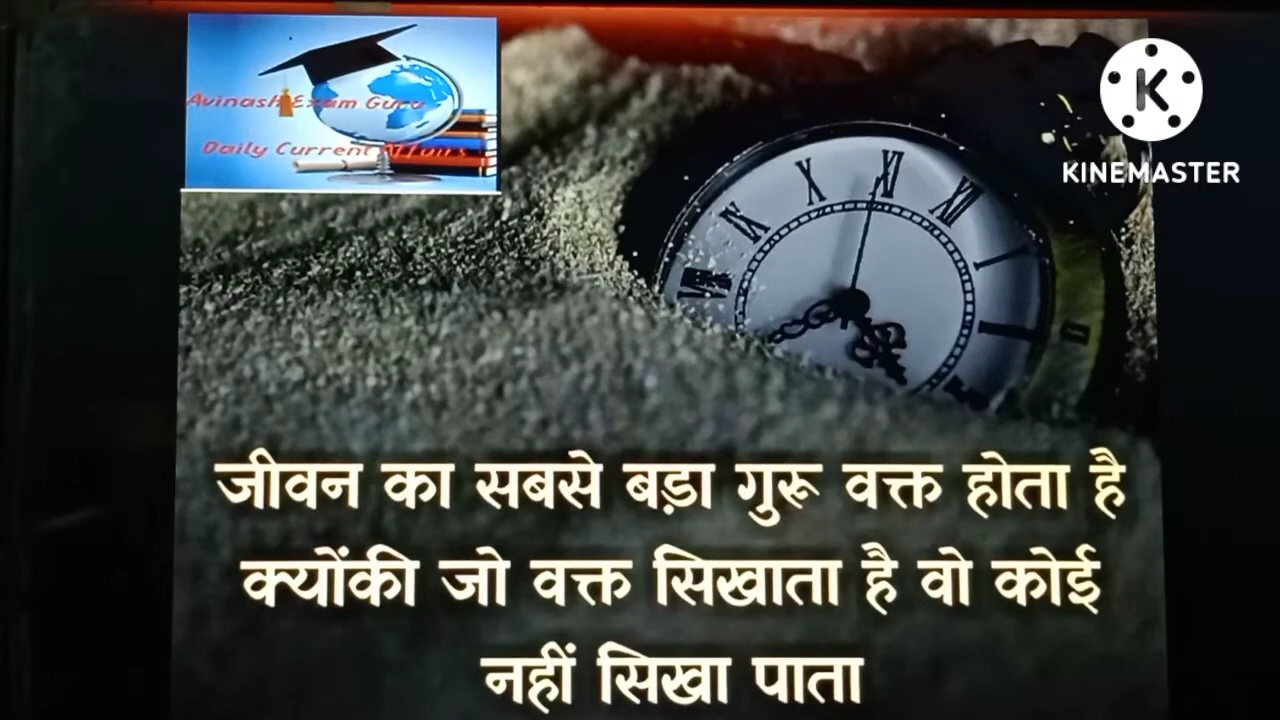 Avinash Exam Guru
Daily Current Affairs
KINEMASTER
जीवन का सबसे बड़ा गुरू वक्त होता है
क्योंकी जो वक्त सिखाता है वो कोई
नहीं सिखा पाता